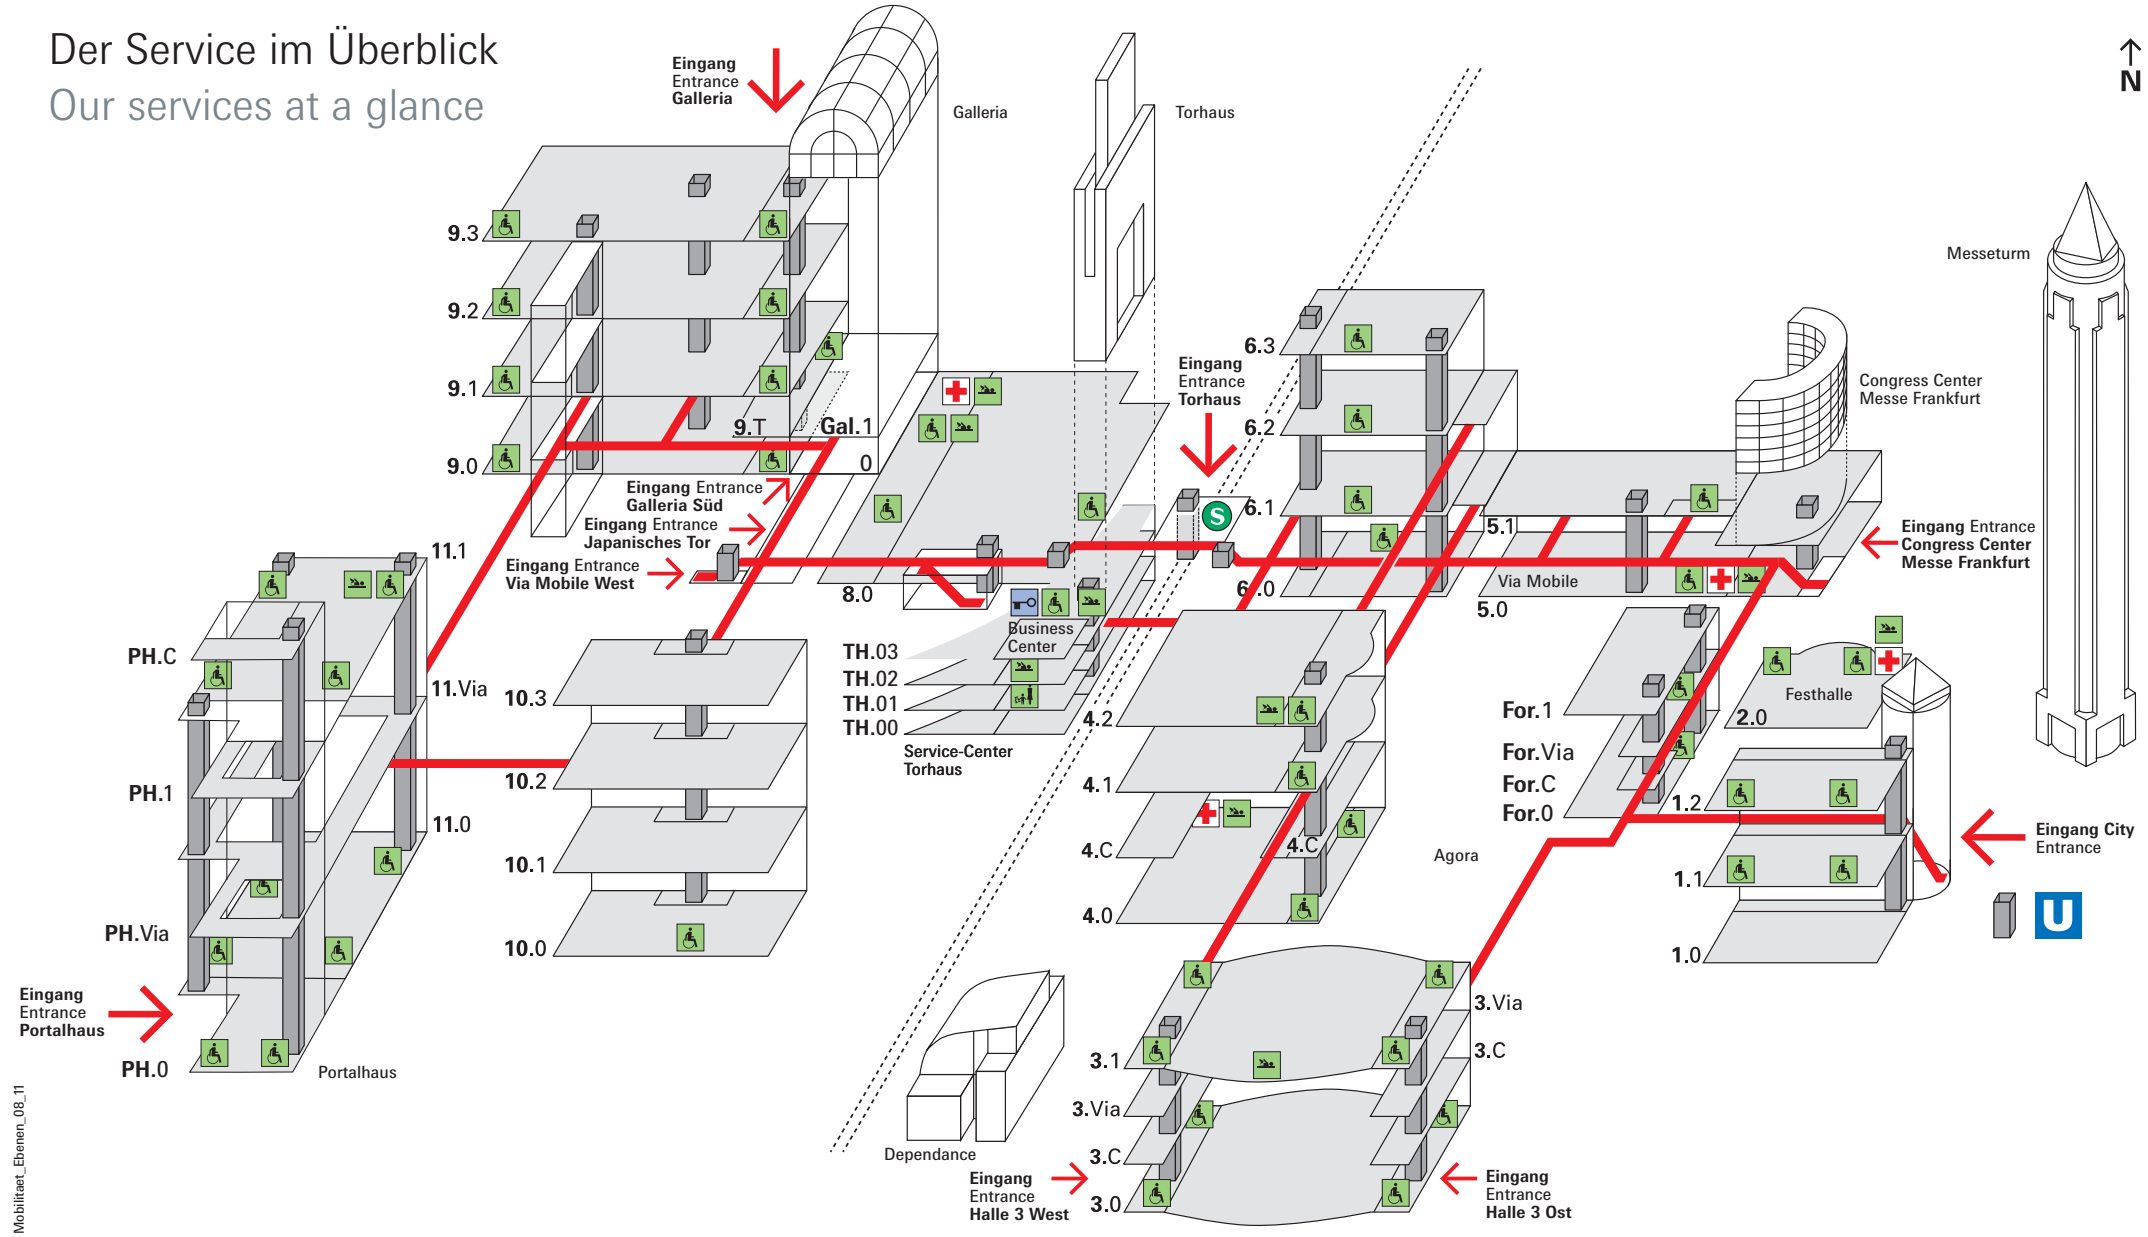 Der Service im Überblick
Our services at a glance
N
Eingang
Entrance
Galleria
Galleria
Torhaus
Messeturm
9.3
9.2
9.1
9.0
9.T
Gal.1
0
Eingang Entrance
Galleria Süd
Eingang Entrance
Japanisches Tor
Eingang Entrance
Via Mobile West
Eingang
Entrance
Torhaus
S
6.3
6.2
6.1
6.0
Congress Center
Messe Frankfurt
5.1
Via Mobile
5.0
Eingang Entrance
Congress Center
Messe Frankfurt
11.1
11.Via
11.0
PH.C
PH.1
PH.Via
PH.0
Eingang
Entrance
Portalhaus
Portalhaus
10.3
10.2
10.1
10.0
8.0
Business
Center
TH.03
TH.02
TH.01
TH.00
Service-Center
Torhaus
4.2
4.1
4.C
4.C
4.0
Agora
For.1
For.Via
For.C
For.0
Festhalle
2.0
1.2
1.1
1.0
Eingang City
Entrance
U
Dependance
3.Via
3.C
3.1
3.Via
3.C
3.0
Eingang
Entrance
Halle 3 West
Eingang
Entrance
Halle 3 Ost
Mobilitaet_Ebenen_08_11